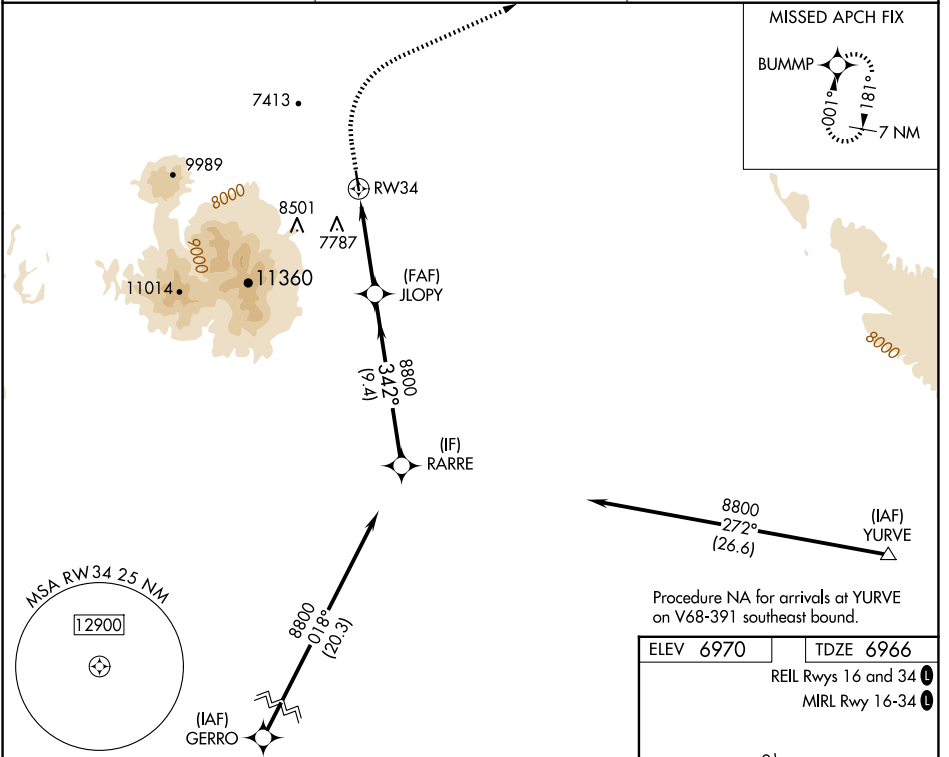 MISSED APCH FIX
BUMMP
001°
181°
7 NM
7413
9989
8000
RW34
8501
7787
9000
11014
11360
(FAF)
JLOPY
8000
8800
342°
(9.4)
(IF)
RARRE
8800
272°
(26.6)
(IAF)
YURVE
MSA RW34 25 NM
12900
8800
018°
(20.3)
(IAF)
GERRO
Procedure NA for arrivals at YURVE
on V68-391 southeast bound.
ELEV 6970
TDZE 6966
REIL Rwys 16 and 34 L
MIRL Rwy 16-34 L